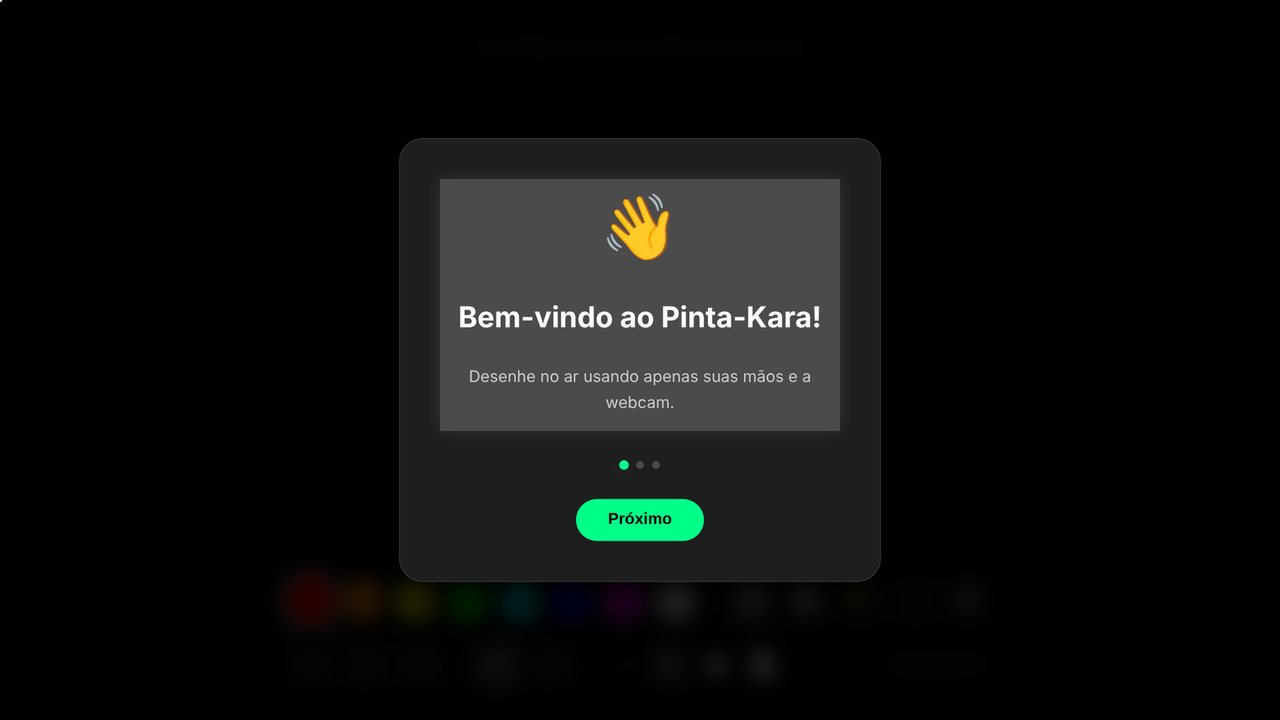 Bem-vindo ao Pinta-Kara!
Desenhe no ar usando apenas suas mãos e a
webcam.
Próximo